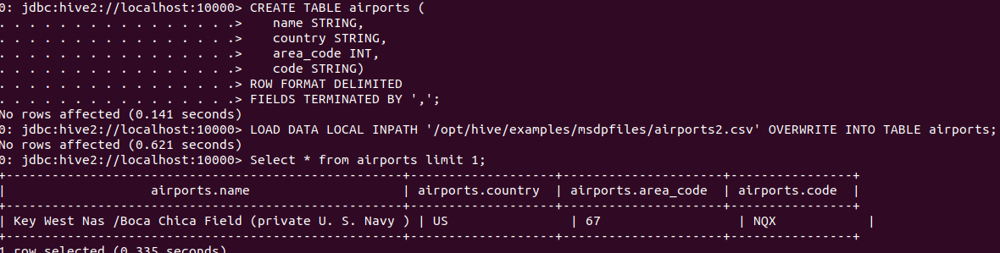 0: jdbc:hive2://localhost:10000> CREATE TABLE airports (
. . . . . . . . . . . . . . . .> name STRING,
. . . . . . . . . . . . . . . .> country STRING,
. . . . . . . . . . . . . . . .> area_code INT,
. . . . . . . . . . . . . . . .> code STRING)
. . . . . . . . . . . . . . . .> ROW FORMAT DELIMITED
. . . . . . . . . . . . . . . .> FIELDS TERMINATED BY ',';
No rows affected (0.141 seconds)
0: jdbc:hive2://localhost:10000> LOAD DATA LOCAL INPATH '/opt/hive/examples/msdpfiles/airports2.csv' OVERWRITE INTO TABLE airports;
No rows affected (0.621 seconds)
0: jdbc:hive2://localhost:10000> Select * from airports limit 1;
+----------------------------------------------------+-------------------+---------------------+----------------+
| airports.name | airports.country | airports.area_code | airports.code |
+----------------------------------------------------+-------------------+---------------------+----------------+
| Key West Nas /Boca Chica Field (private U. S. Navy ) | US | 67 | NQX |
+----------------------------------------------------+-------------------+---------------------+----------------+
1 row selected (0.335 seconds)